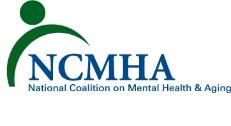 NCMHA
National Coalition on Mental Health & Aging